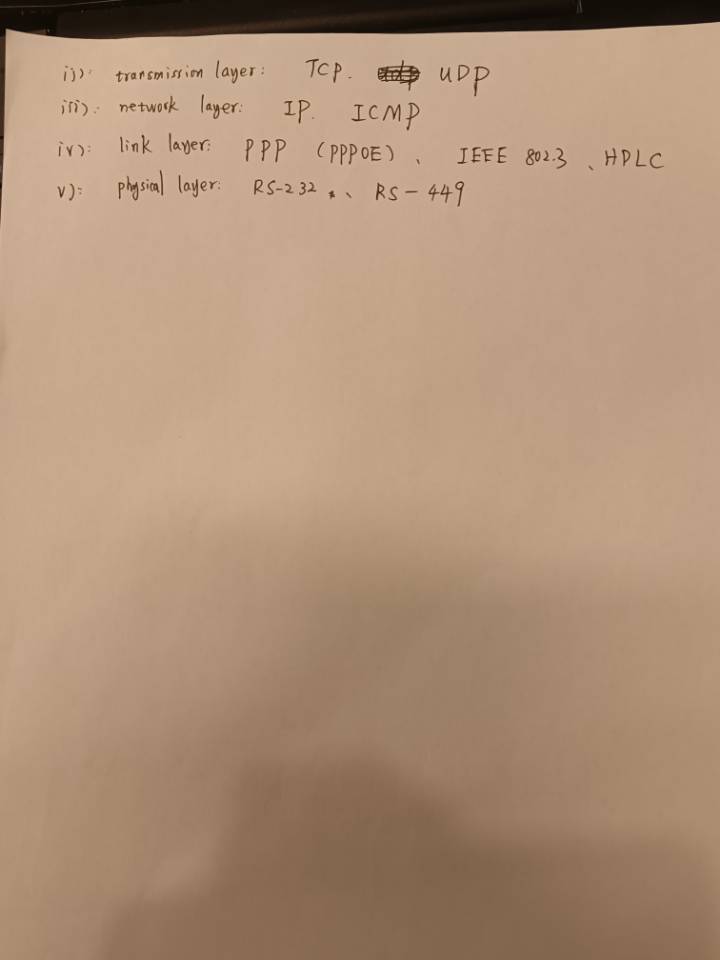 ii): transmission layer: TCP. UDP
iii): network layer: IP. ICMP
iv): link layer: PPP (PPPOE)、 IEEE 802.3、HPLC
v): physical layer: RS-232、 RS-449